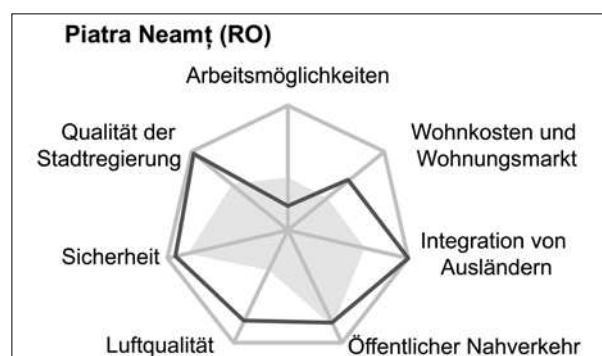 Piatra Neamț (RO)
Arbeitsmöglichkeiten
Qualität der
Stadtregierung
Wohnkosten und
Wohnungsmarkt
Sicherheit
Integration von
Ausländern
Luftqualität
Öffentlicher Nahverkehr